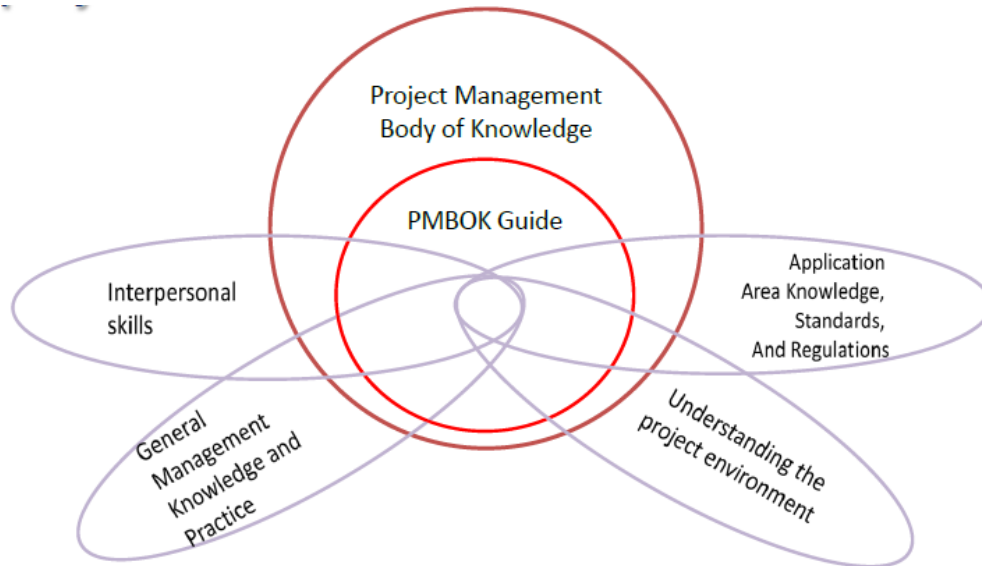 Project Management
Body of Knowledge
PMBOK Guide
Interpersonal
skills
Application
Area Knowledge,
Standards,
And Regulations
General
Management
Knowledge and
Practice
Understanding the
project environment